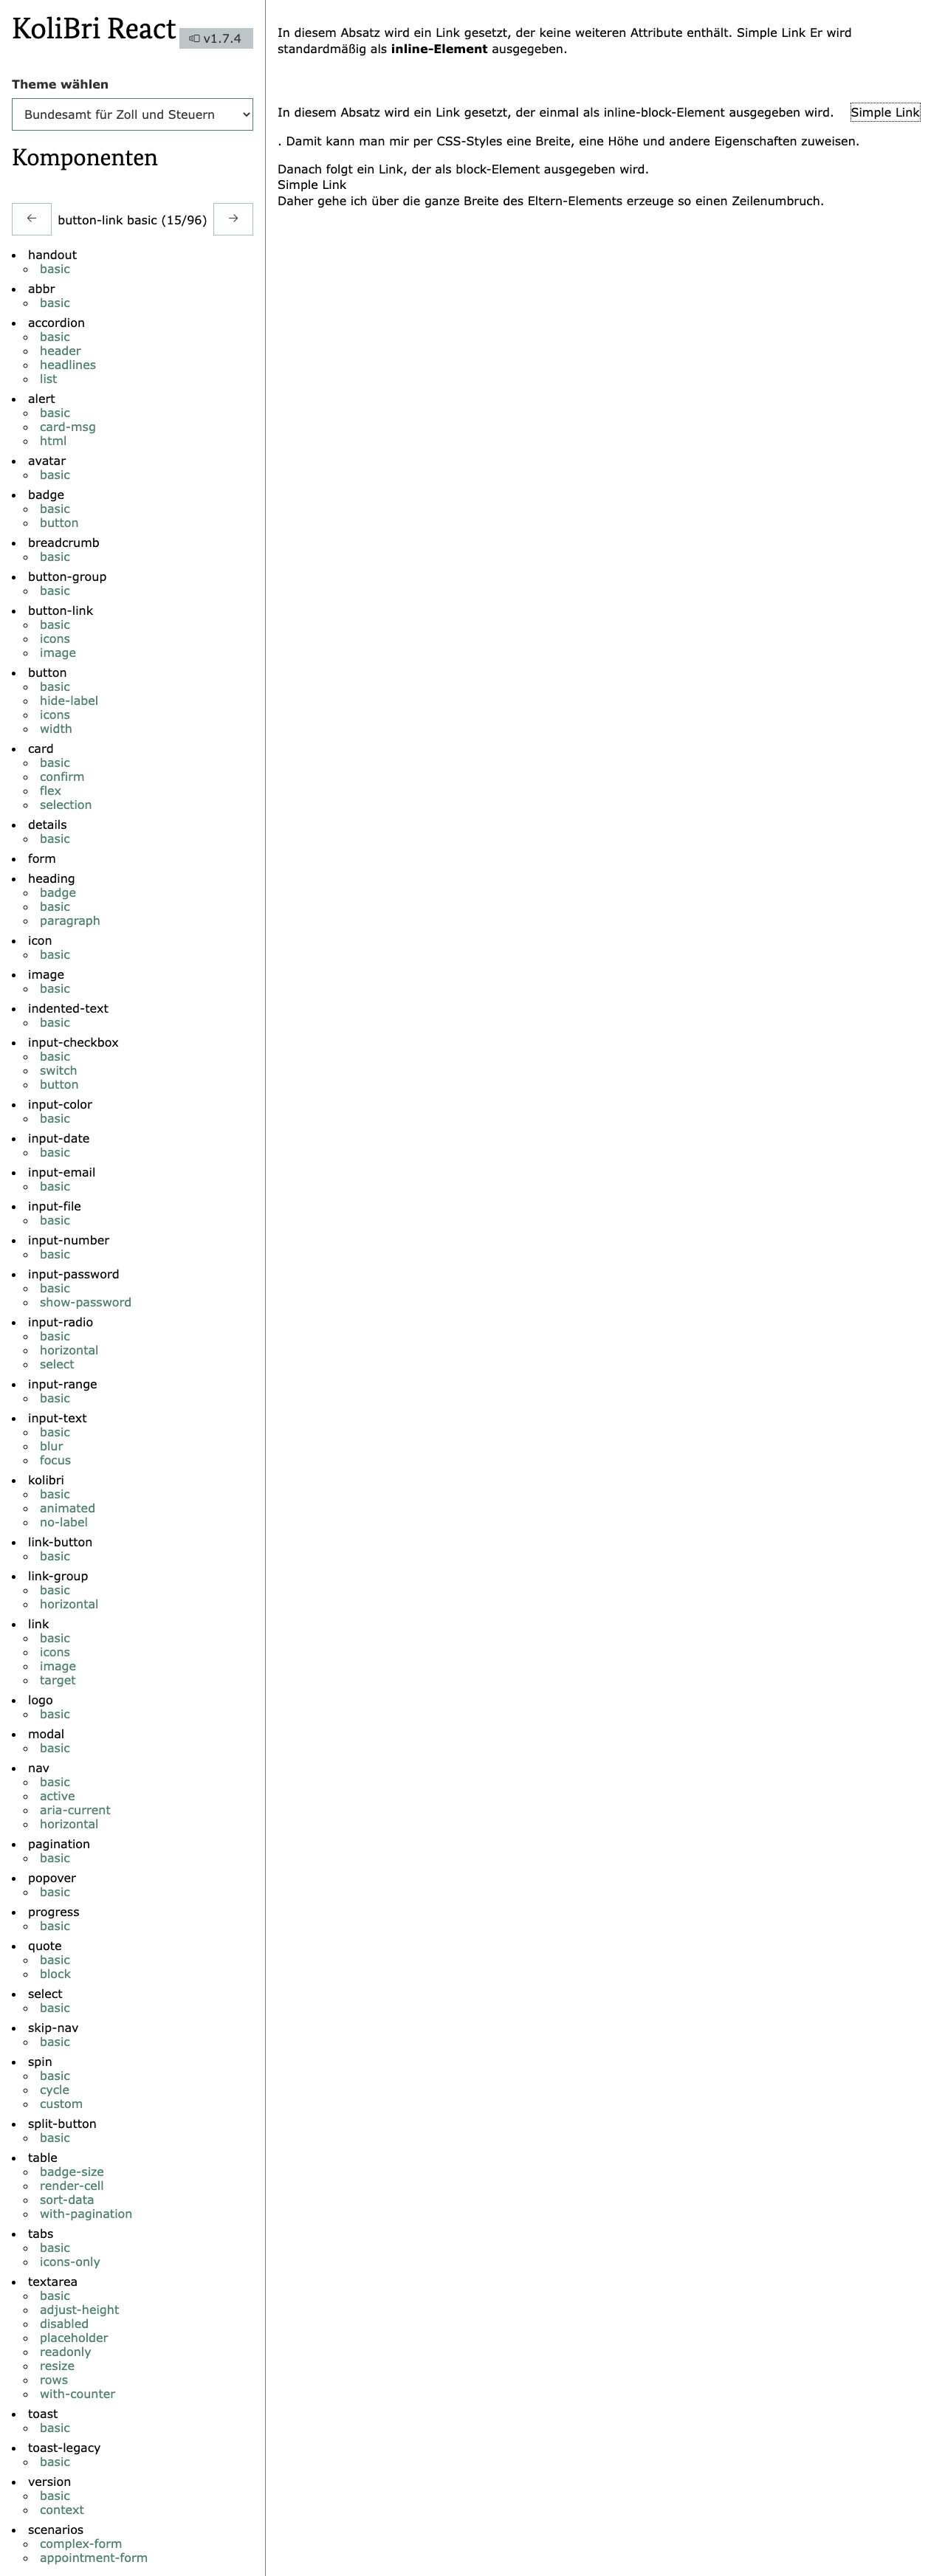 KoliBri React
v1.7.4
Theme wählen
Bundesamt für Zoll und Steuern
Komponenten
← button-link basic (15/96) →
handout
basic
abbr
basic
accordion
basic
header
headlines
list
alert
basic
card-msg
html
avatar
basic
badge
basic
button
breadcrumb
basic
button-group
basic
button-link
basic
icons
image
button
basic
hide-label
icons
width
card
basic
confirm
flex
selection
details
basic
form
heading
badge
basic
paragraph
icon
basic
image
basic
indented-text
basic
input-checkbox
basic
switch
button
input-color
basic
input-date
basic
input-email
basic
input-file
basic
input-number
basic
input-password
basic
show-password
input-radio
basic
horizontal
select
input-range
basic
input-text
basic
blur
focus
kolibri
basic
animated
no-label
link-button
basic
link-group
basic
horizontal
link
basic
icons
image
target
logo
basic
modal
basic
nav
basic
active
aria-current
horizontal
pagination
basic
popover
basic
progress
basic
quote
basic
block
select
basic
skip-nav
basic
spin
basic
cycle
custom
split-button
basic
table
badge-size
render-cell
sort-data
with-pagination
tabs
basic
icons-only
textarea
basic
adjust-height
disabled
placeholder
readonly
resize
rows
with-counter
toast
basic
toast-legacy
basic
version
basic
context
scenarios
complex-form
appointment-form
In diesem Absatz wird ein Link gesetzt, der keine weiteren Attribute enthält. Simple Link Er wird
standardmäßig als inline-Element ausgegeben.
In diesem Absatz wird ein Link gesetzt, der einmal als inline-block-Element ausgegeben wird. Simple Link
. Damit kann man mir per CSS-Styles eine Breite, eine Höhe und andere Eigenschaften zuweisen.
Danach folgt ein Link, der als block-Element ausgegeben wird.
Simple Link
Daher gehe ich über die ganze Breite des Eltern-Elements erzeuge so einen Zeilenumbruch.